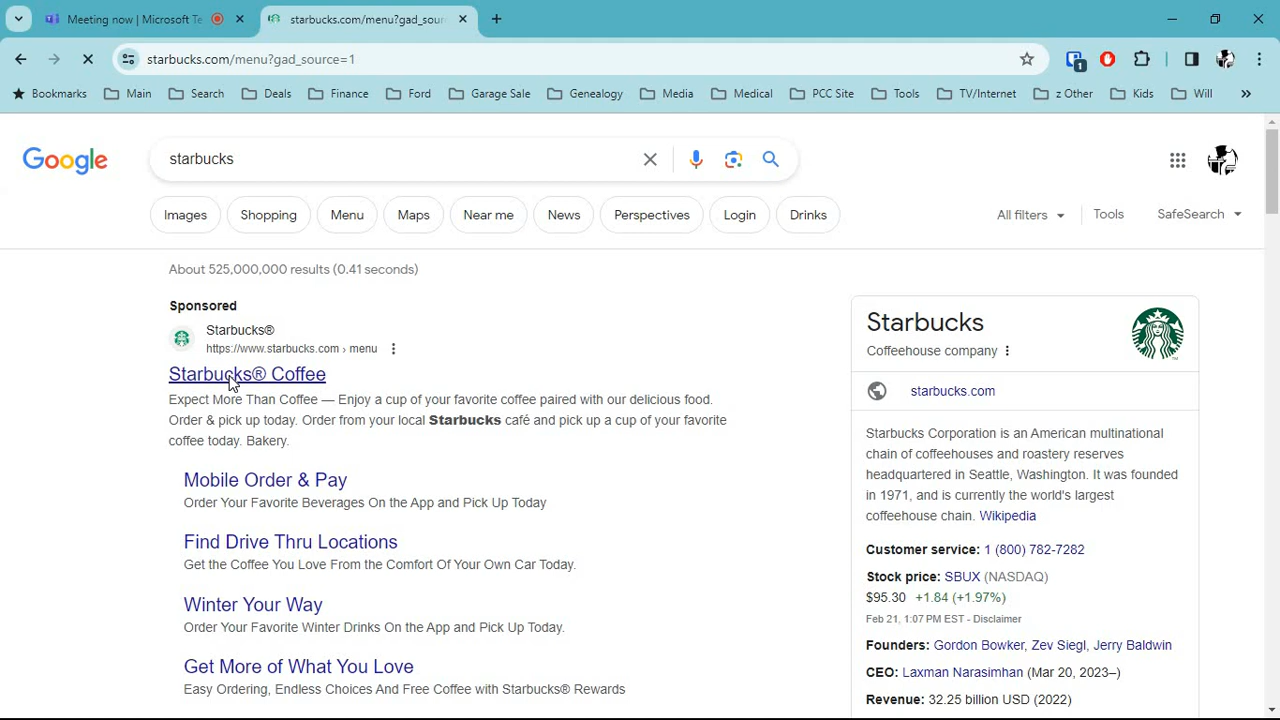 Meeting now | Microsoft Te
starbucks.com/menu?gad_sour
starbucks.com/menu?gad_source=1
1
Bookmarks
Main
Search
Deals
Finance
Ford
Garage Sale
Genealogy
Media
Medical
PCC Site
Tools
TV/Internet
z Other
Kids
Will
»
Google
starbucks
Images
Shopping
Menu
Maps
Near me
News
Perspectives
Login
Drinks
All filters
Tools
SafeSearch
About 525,000,000 results (0.41 seconds)
Sponsored
Starbucks®
https://www.starbucks.com › menu
Starbucks® Coffee
Expect More Than Coffee — Enjoy a cup of your favorite coffee paired with our delicious food.
Order & pick up today. Order from your local Starbucks café and pick up a cup of your favorite
coffee today. Bakery.
Mobile Order & Pay
Order Your Favorite Beverages On the App and Pick Up Today
Find Drive Thru Locations
Get the Coffee You Love From the Comfort Of Your Own Car Today.
Winter Your Way
Order Your Favorite Winter Drinks On the App and Pick Up Today.
Get More of What You Love
Easy Ordering, Endless Choices And Free Coffee with Starbucks® Rewards
Starbucks
Coffeehouse company
starbucks.com
Starbucks Corporation is an American multinational
chain of coffeehouses and roastery reserves
headquartered in Seattle, Washington. It was founded
in 1971, and is currently the world's largest
coffeehouse chain. Wikipedia
Customer service: 1 (800) 782-7282
Stock price: SBUX (NASDAQ)
$95.30 +1.84 (+1.97%)
Feb 21, 1:07 PM EST - Disclaimer
Founders: Gordon Bowker, Zev Siegl, Jerry Baldwin
CEO: Laxman Narasimhan (Mar 20, 2023–)
Revenue: 32.25 billion USD (2022)